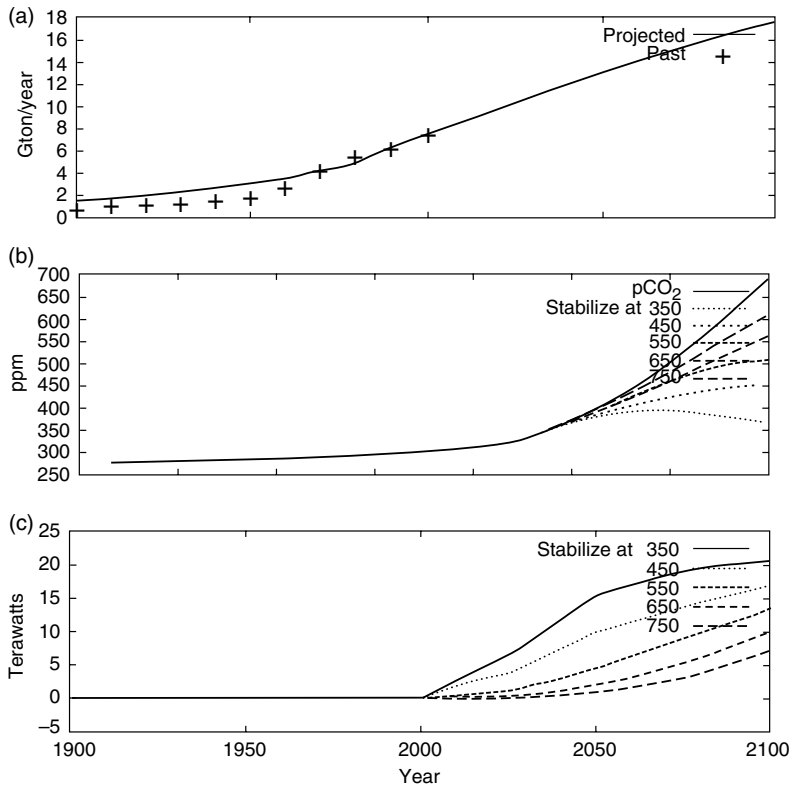 (a)
18
16
14
12
10
8
6
4
2
0
Gton/year
Projected
Past
(b)
700
650
600
550
500
450
400
350
300
250
ppm
pCO₂
Stabilize at 350
450
550
650
750
(c)
25
20
15
10
5
0
–5
Terawatts
Stabilize at 350
450
550
650
750
1900 1950 2000 2050 2100
Year